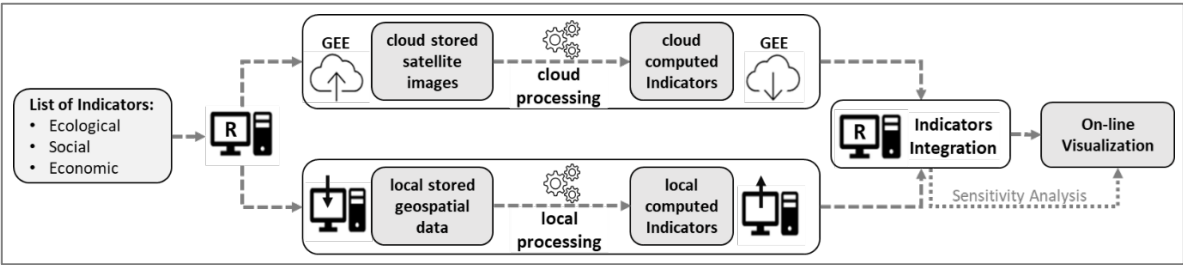 List of Indicators:
• Ecological
• Social
• Economic
R
GEE
cloud stored
satellite
images
cloud
processing
cloud
computed
Indicators
GEE
local stored
geospatial
data
local
processing
local
computed
Indicators
R
Indicators
Integration
On-line
Visualization
Sensitivity Analysis